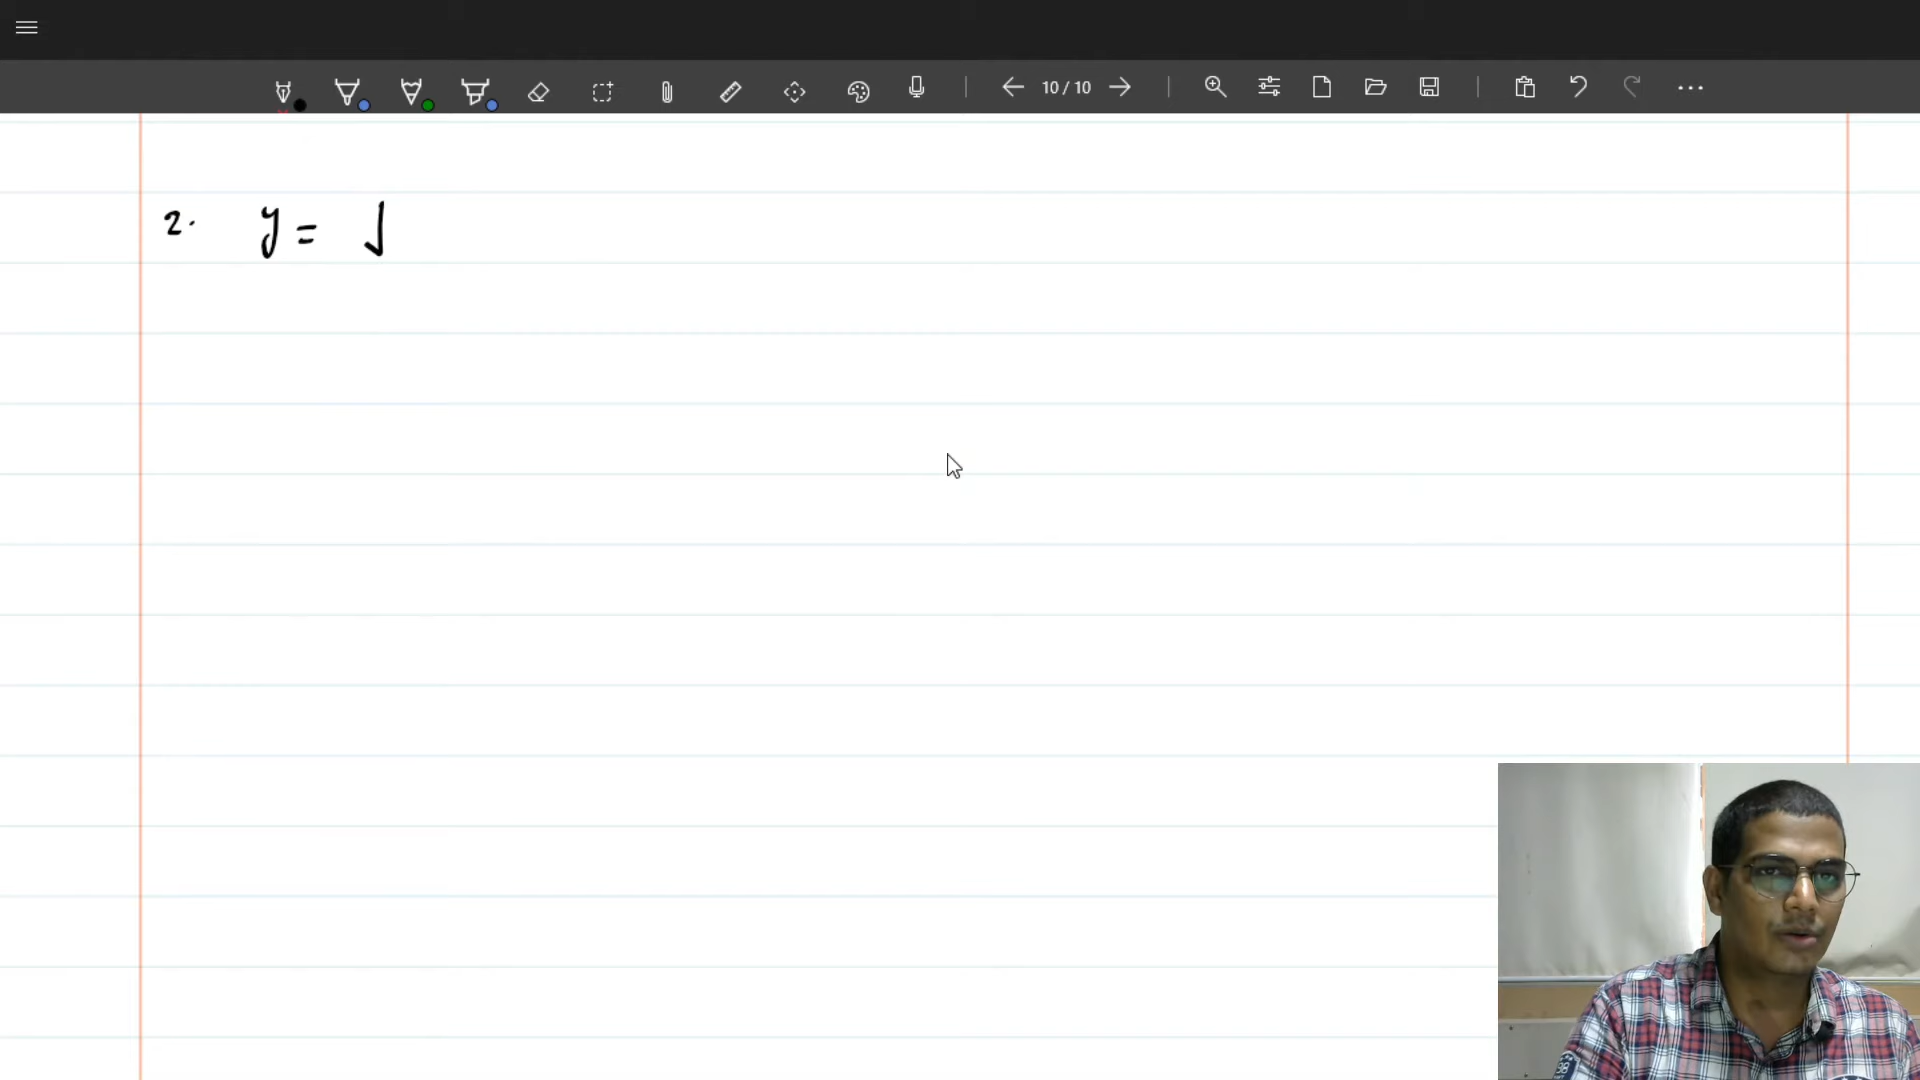 10 / 10
2. y = √